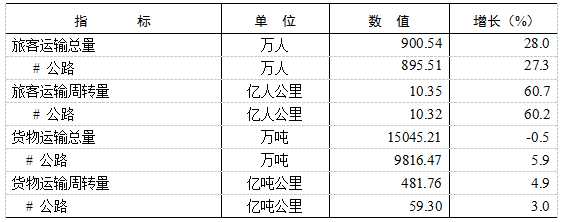 指 标 单 位 数 值 增长（%）
旅客运输总量 万人 900.54 28.0
# 公路 万人 895.51 27.3
旅客运输周转量 亿人公里 10.35 60.7
# 公路 亿人公里 10.32 60.2
货物运输总量 万吨 15045.21 -0.5
# 公路 万吨 9816.47 5.9
货物运输周转量 亿吨公里 481.76 4.9
# 公路 亿吨公里 59.30 3.0